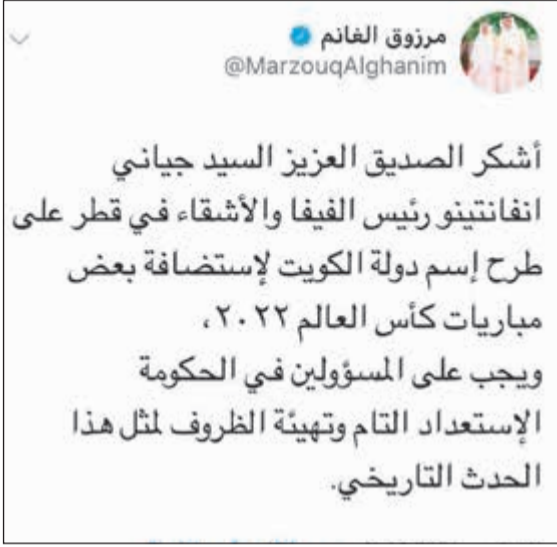 مرزوق الغانم
@MarzouqAlghanim
أشكر الصديق العزيز السيد جياني
انفانتينو رئيس الفيفا والأشقاء في قطر على
طرح إسم دولة الكويت لإستضافة بعض
مباريات كأس العالم ٢٠٢٢،
ويجب على المسؤولين في الحكومة
الإستعداد التام وتهيئة الظروف لمثل هذا
الحدث التاريخي.